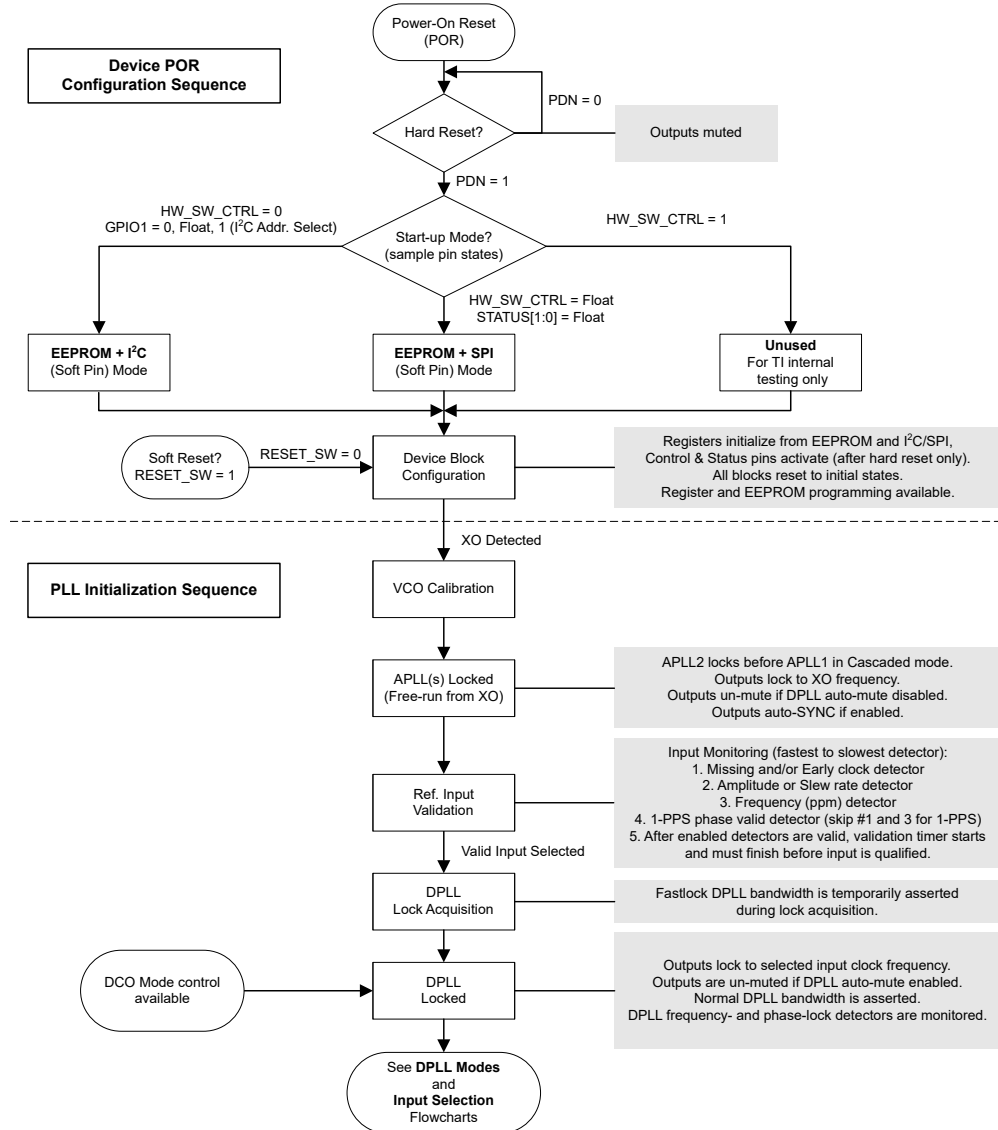 Power-On Reset
(POR)
Device POR
Configuration Sequence
PDN = 0
Hard Reset?
Outputs muted
PDN = 1
HW_SW_CTRL = 0
GPIO1 = 0, Float, 1 (I²C Addr. Select)
HW_SW_CTRL = 1
Start-up Mode?
(sample pin states)
HW_SW_CTRL = Float
STATUS[1:0] = Float
EEPROM + I²C
(Soft Pin) Mode
EEPROM + SPI
(Soft Pin) Mode
Unused
For TI internal
testing only
Soft Reset?
RESET_SW = 1
RESET_SW = 0
Device Block
Configuration
Registers initialize from EEPROM and I²C/SPI,
Control & Status pins activate (after hard reset only).
All blocks reset to initial states.
Register and EEPROM programming available.
XO Detected
PLL Initialization Sequence
VCO Calibration
APLL(s) Locked
(Free-run from XO)
APLL2 locks before APLL1 in Cascaded mode.
Outputs lock to XO frequency.
Outputs un-mute if DPLL auto-mute disabled.
Outputs auto-SYNC if enabled.
Ref. Input
Validation
Input Monitoring (fastest to slowest detector):
1. Missing and/or Early clock detector
2. Amplitude or Slew rate detector
3. Frequency (ppm) detector
4. 1-PPS phase valid detector (skip #1 and 3 for 1-PPS)
5. After enabled detectors are valid, validation timer starts
and must finish before input is qualified.
Valid Input Selected
DPLL
Lock Acquisition
Fastlock DPLL bandwidth is temporarily asserted
during lock acquisition.
DCO Mode control
available
DPLL
Locked
Outputs lock to selected input clock frequency.
Outputs are un-muted if DPLL auto-mute enabled.
Normal DPLL bandwidth is asserted.
DPLL frequency- and phase-lock detectors are monitored.
See DPLL Modes
and
Input Selection
Flowcharts